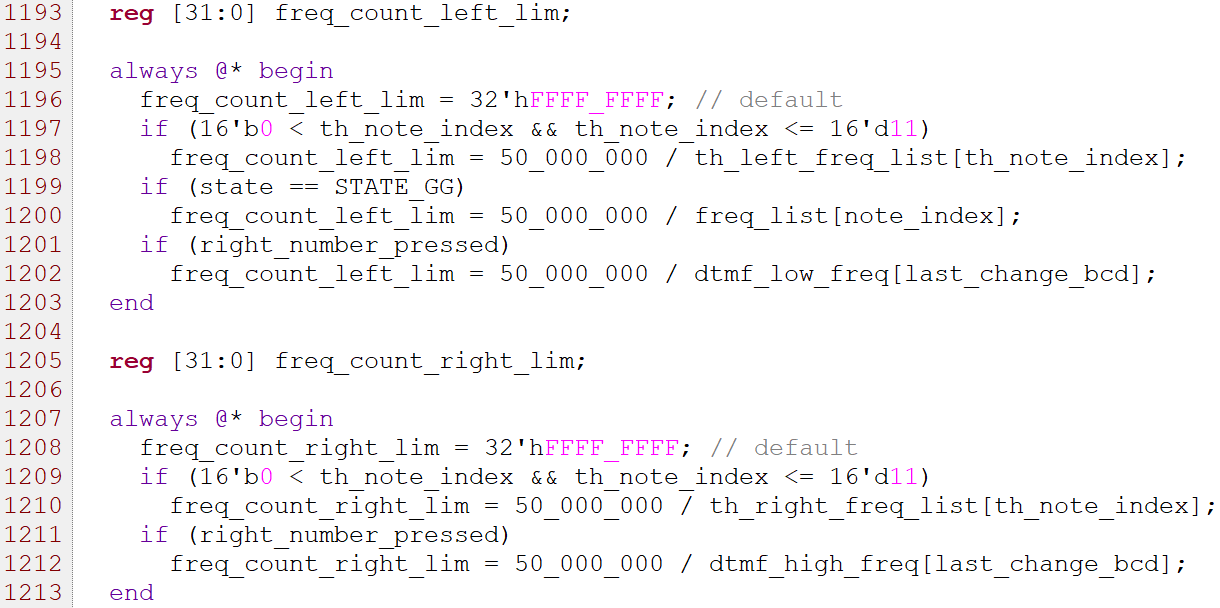 1193 reg [31:0] freq_count_left_lim;
1194
1195 always @* begin
1196 freq_count_left_lim = 32'hFFFF_FFFF; // default
1197 if (16'b0 < th_note_index && th_note_index <= 16'd11)
1198 freq_count_left_lim = 50_000_000 / th_left_freq_list[th_note_index];
1199 if (state == STATE_GG)
1200 freq_count_left_lim = 50_000_000 / freq_list[note_index];
1201 if (right_number_pressed)
1202 freq_count_left_lim = 50_000_000 / dtmf_low_freq[last_change_bcd];
1203 end
1204
1205 reg [31:0] freq_count_right_lim;
1206
1207 always @* begin
1208 freq_count_right_lim = 32'hFFFF_FFFF; // default
1209 if (16'b0 < th_note_index && th_note_index <= 16'd11)
1210 freq_count_right_lim = 50_000_000 / th_right_freq_list[th_note_index];
1211 if (right_number_pressed)
1212 freq_count_right_lim = 50_000_000 / dtmf_high_freq[last_change_bcd];
1213 end